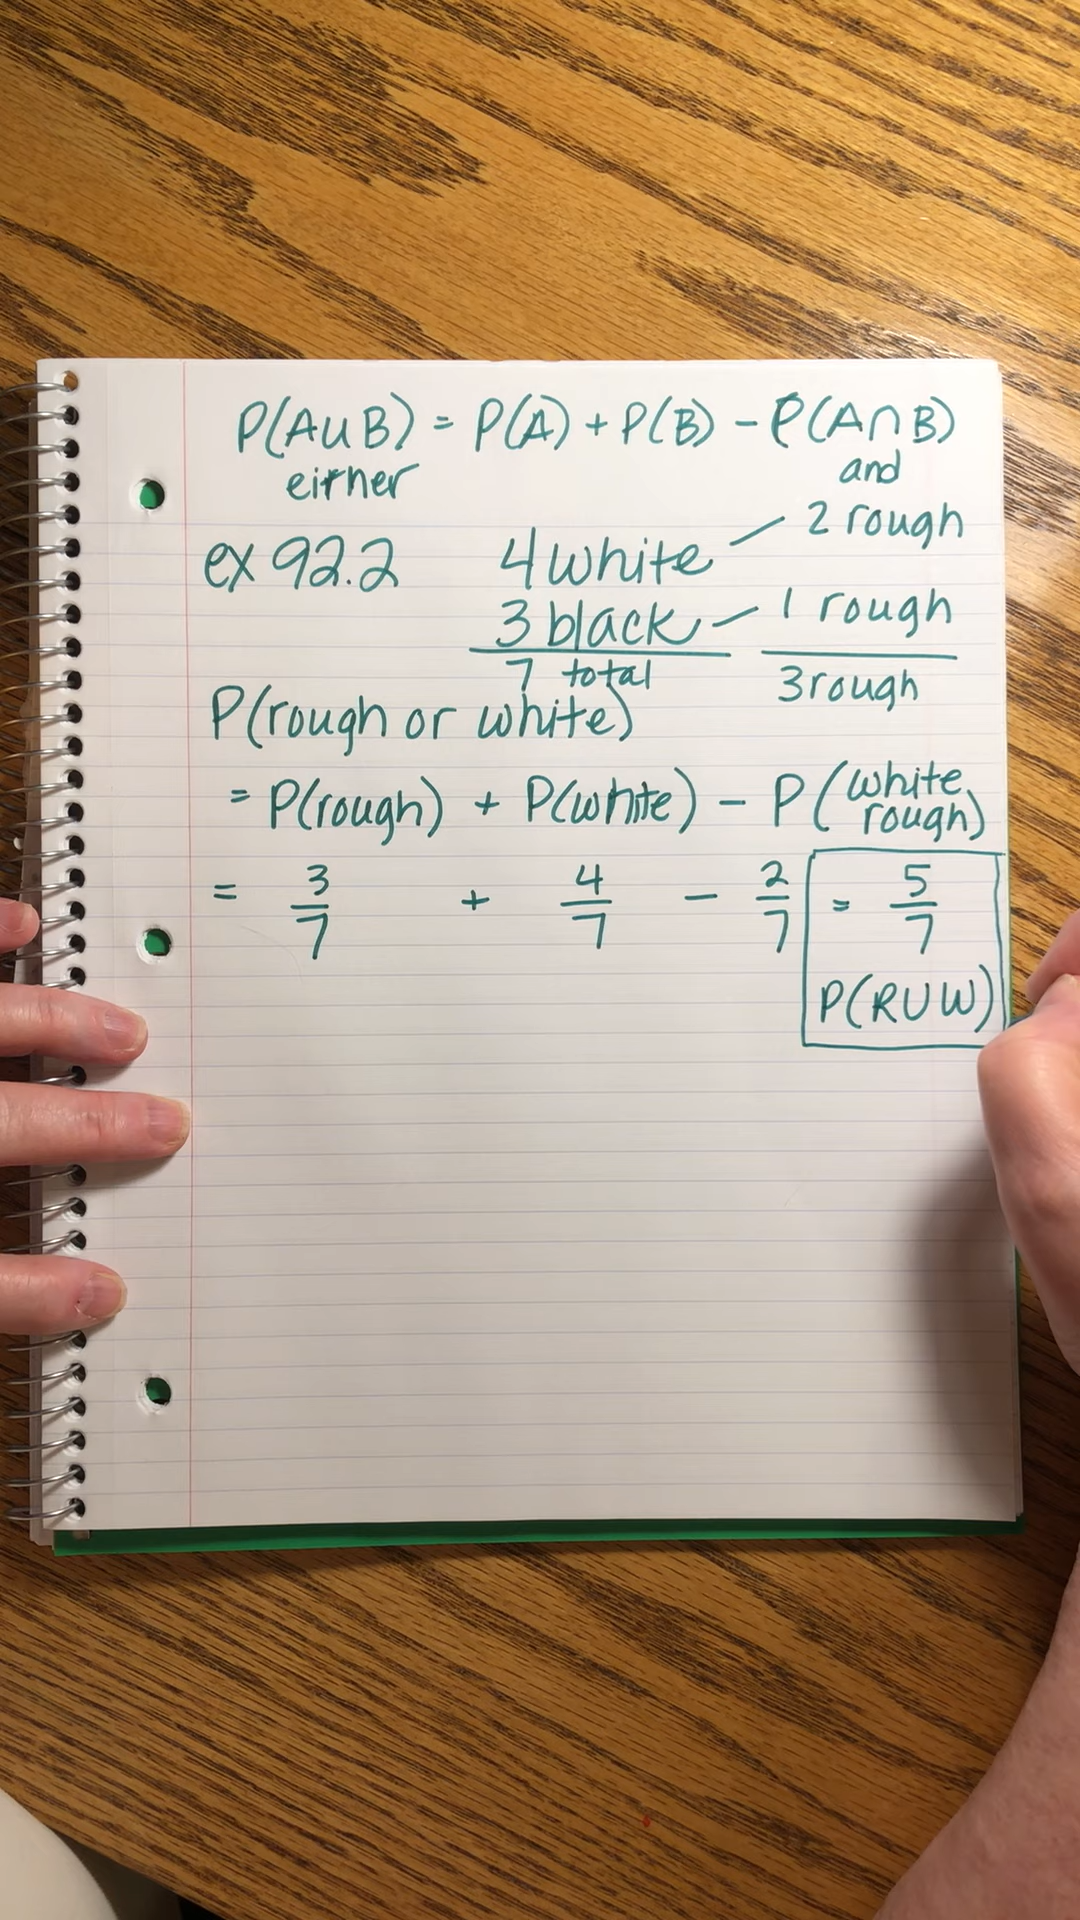 P(A∪B) = P(A) + P(B) - P(A∩B)
either and
ex 92.2 4 white — 2 rough
3 black — 1 rough
7 total 3 rough
P(rough or white)
= P(rough) + P(white) - P(white, rough)
= 3/7 + 4/7 - 2/7 = 5/7
P(R∪W)